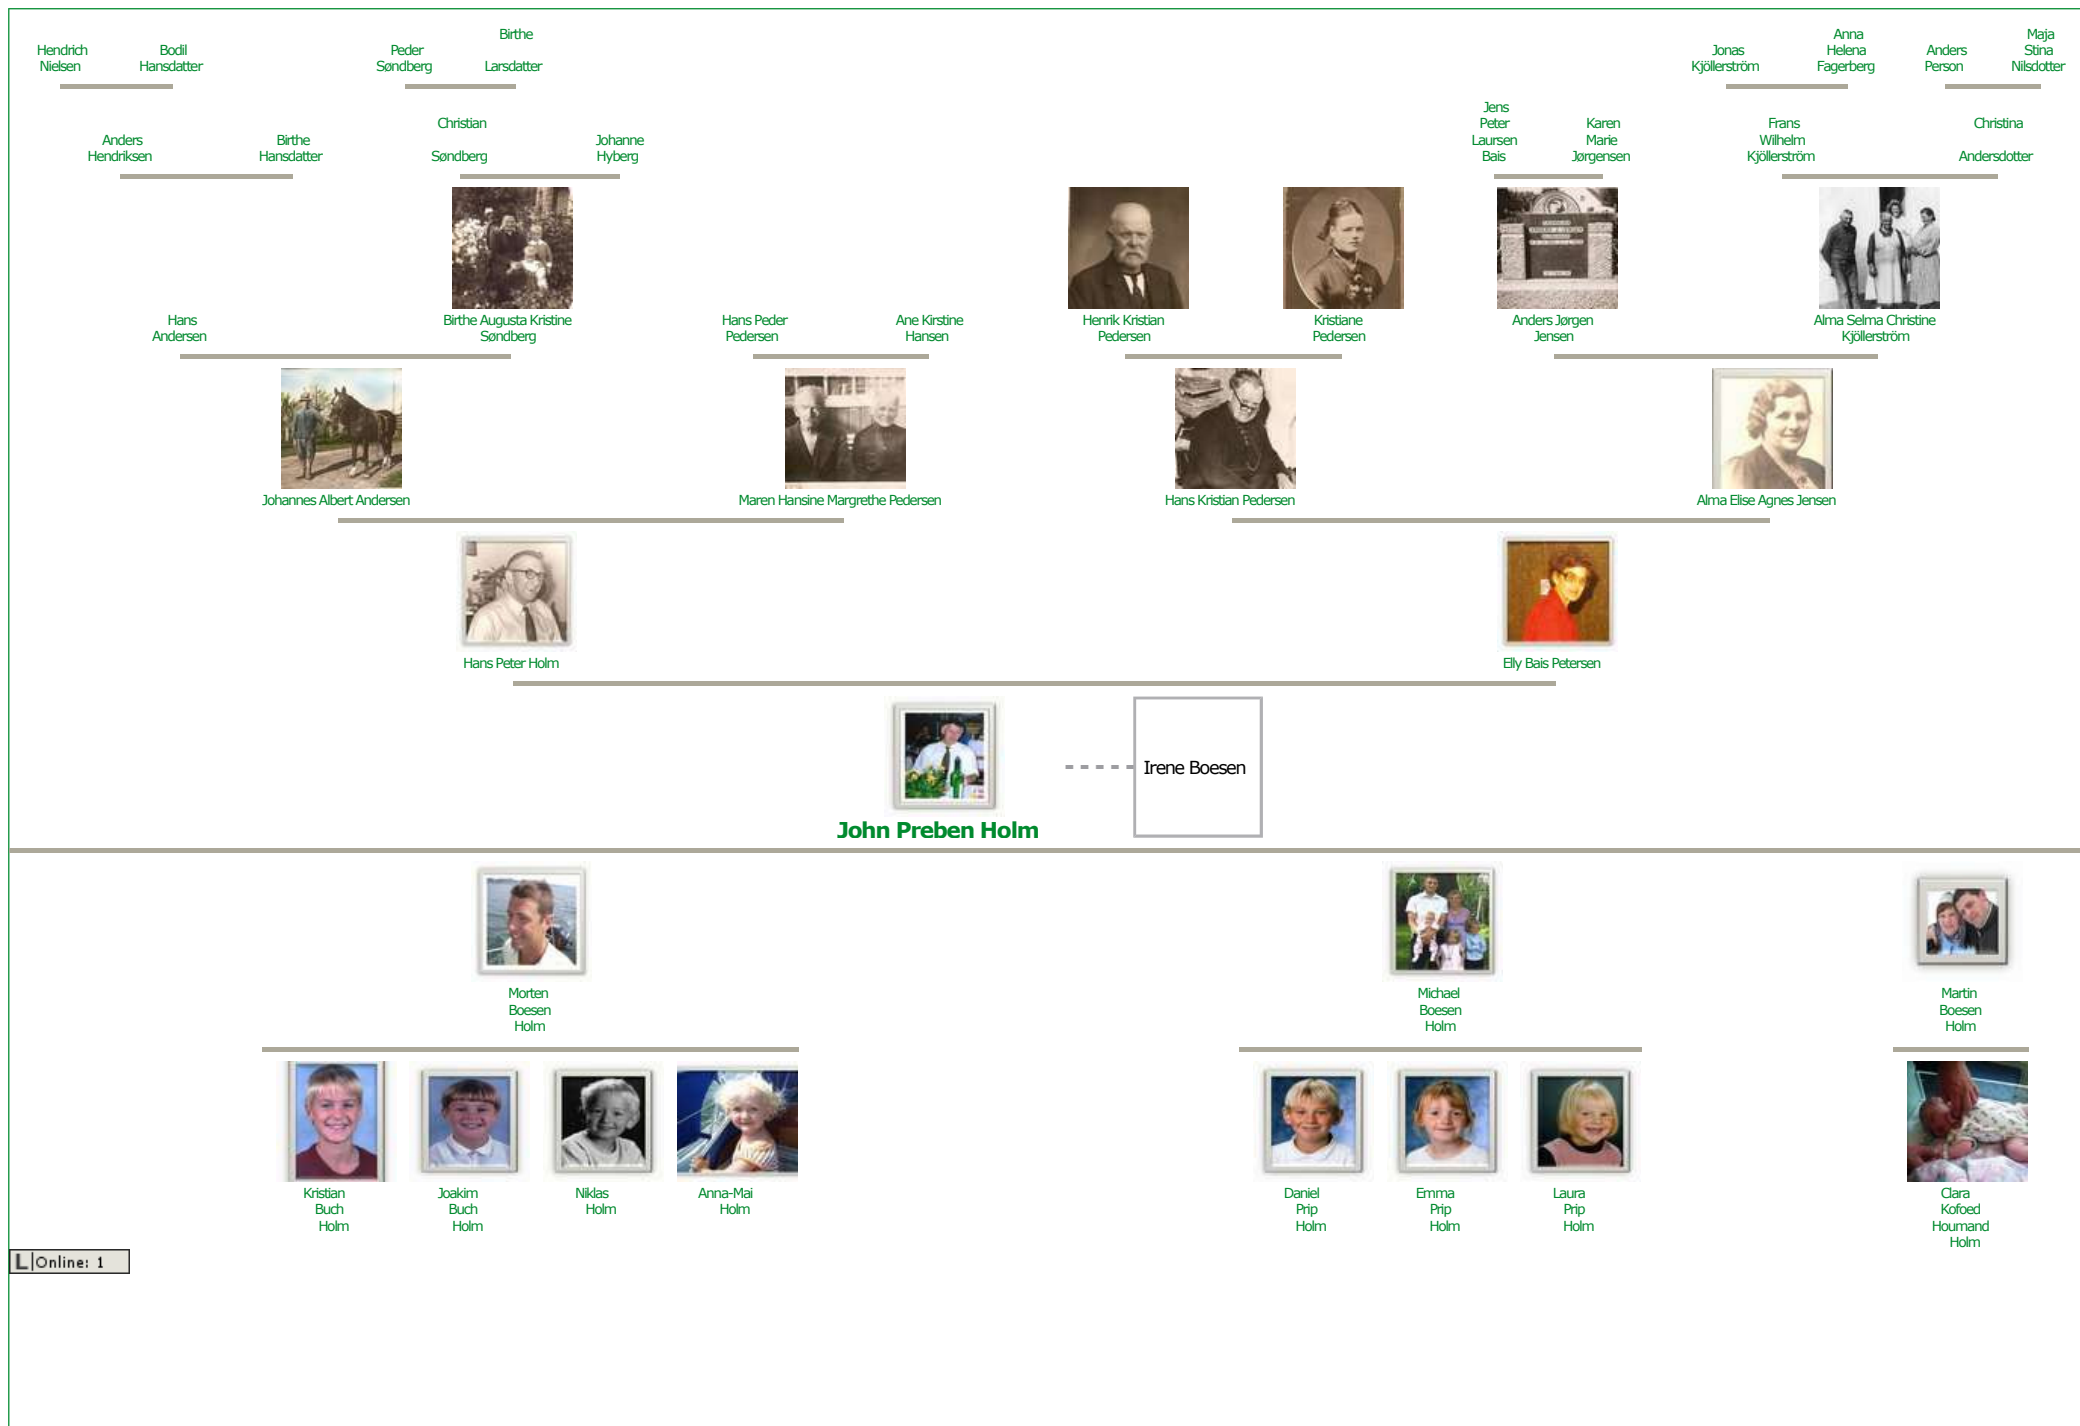 Birthe
Maja
Anna
Hendrich
Bodil
Peder
Jonas
Helena
Anders
Stina
Nielsen
Hansdatter
Søndberg
Larsdatter
Kjöllerström
Fagerberg
Person
Nilsdotter
Jens
Christian
Peter
Karen
Frans
Christina
Anders
Birthe
Johanne
Laursen
Marie
Wilhelm
Hendriksen
Hansdatter
Søndberg
Hyberg
Bais
Jørgensen
Kjöllerström
Andersdotter
Hans
Andersen
Birthe Augusta Kristine
Søndberg
Hans Peder
Pedersen
Ane Kirstine
Hansen
Henrik Kristian
Pedersen
Kristiane
Pedersen
Anders Jørgen
Jensen
Alma Selma Christine
Kjöllerström
Johannes Albert Andersen
Maren Hansine Margrethe Pedersen
Hans Kristian Pedersen
Alma Elise Agnes Jensen
Hans Peter Holm
Elly Bais Petersen
Irene Boesen
John Preben Holm
Morten
Boesen
Holm
Michael
Boesen
Holm
Martin
Boesen
Holm
Kristian
Buch
Holm
Joakim
Buch
Holm
Niklas
Holm
Anna-Mai
Holm
Daniel
Prip
Holm
Emma
Prip
Holm
Laura
Prip
Holm
Clara
Kofoed
Houmand
Holm
L Online: 1